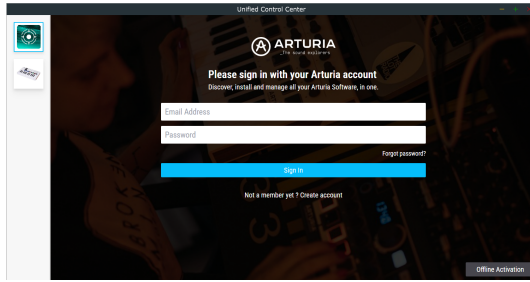 Unified Control Center
ARTURIA
_The sound explorers
Please sign in with your Arturia account
Discover, install and manage all your Arturia Software, in one.
Email Address
Password
Forgot password?
Sign In
Not a member yet ? Create account
Offline Activation